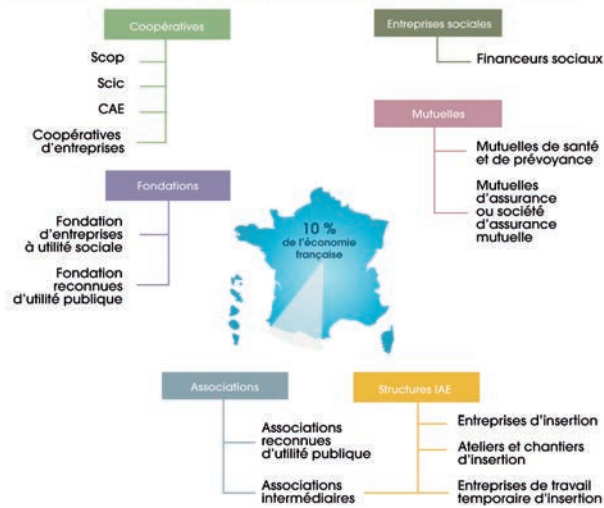 Coopératives
Scop
Scic
CAE
Coopératives
d'entreprises
Entreprises sociales
Financeurs sociaux
Mutuelles
Mutuelles de santé
et de prévoyance
Mutuelles
d'assurance
ou société
d'assurance
mutuelle
Fondations
Fondation
d'entreprises
à utilité sociale
Fondation
reconnues
d'utilité publique
10 %
de l'économie
française
Associations
Associations
reconnues
d'utilité publique
Associations
intermédiaires
Structures IAE
Entreprises d'insertion
Ateliers et chantiers
d'insertion
Entreprises de travail
temporaire d'insertion